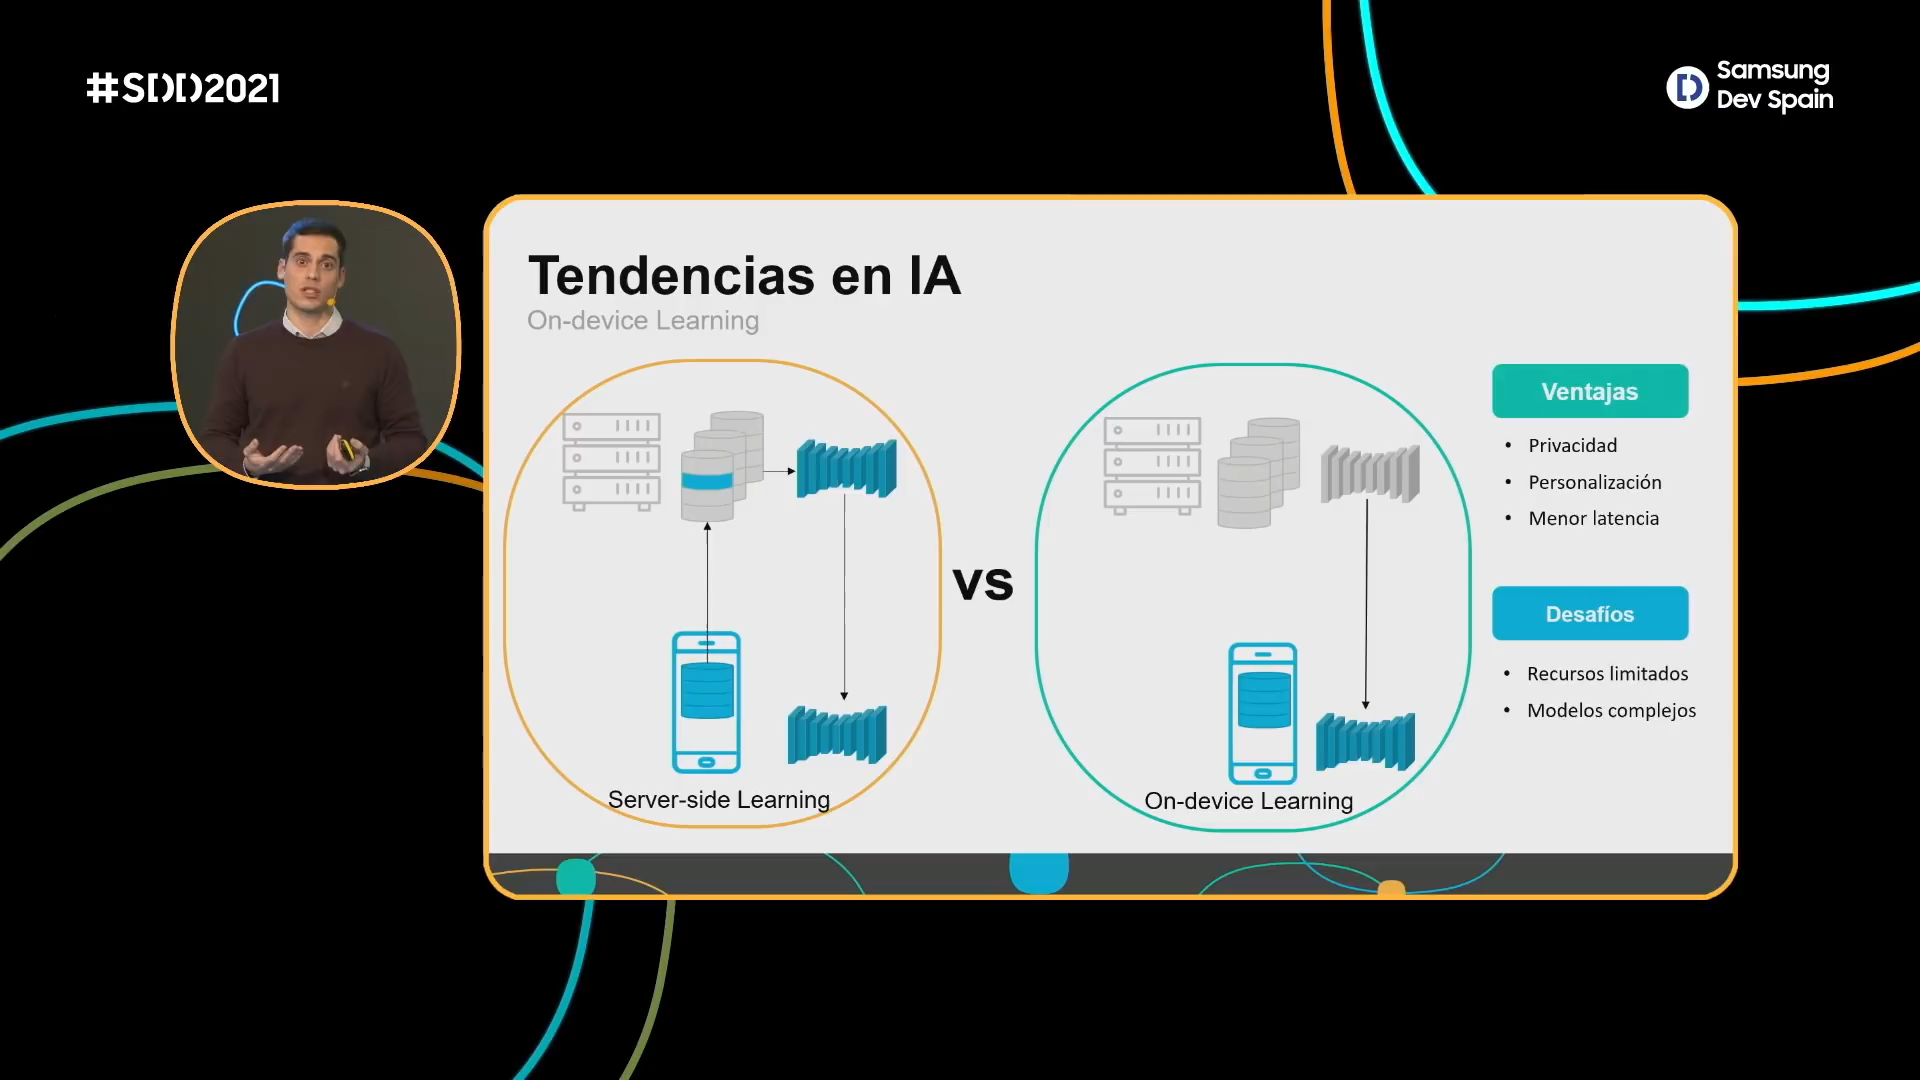 #SDD2021
Samsung
Dev Spain
Tendencias en IA
On-device Learning
vs
Server-side Learning
On-device Learning
Ventajas
• Privacidad
• Personalización
• Menor latencia
Desafíos
• Recursos limitados
• Modelos complejos